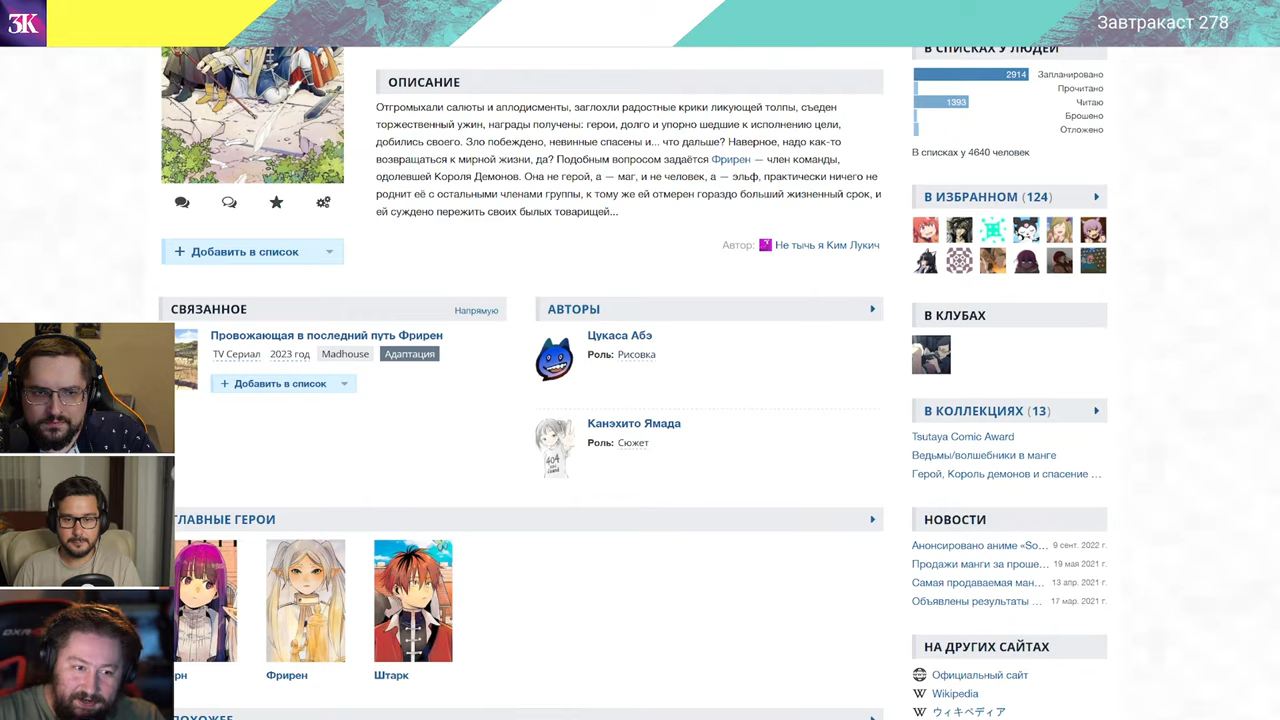 ЗК
Завтракаст 278
В СПИСКАХ У ЛЮДЕЙ
2914 Запланировано
Прочитано
1393 Читаю
Брошено
Отложено
В списках у 4640 человек
ОПИСАНИЕ
Отгромыхали салюты и аплодисменты, заглохли радостные крики ликующей толпы, съеден
торжественный ужин, награды получены: герои, долго и упорно шедшие к исполнению цели,
добились своего. Зло побеждено, невинные спасены и... что дальше? Наверное, надо как-то
возвращаться к мирной жизни, да? Подобным вопросом задаётся Фрирен — член команды,
одолевшей Короля Демонов. Она не герой, а — маг, и не человек, а — эльф, практически ничего не
роднит её с остальными членами группы, к тому же ей отмерен гораздо больший жизненный срок, и
ей суждено пережить своих былых товарищей...
Автор: Не тычь я Ким Лукич
+ Добавить в список
В ИЗБРАННОМ (124)
СВЯЗАННОЕ
Напрямую
Провожающая в последний путь Фрирен
TV Сериал 2023 год Madhouse Адаптация
+ Добавить в список
АВТОРЫ
Цукаса Абэ
Роль: Рисовка
Канэхито Ямада
Роль: Сюжет
404
В КЛУБАХ
В КОЛЛЕКЦИЯХ (13)
Tsutaya Comic Award
Ведьмы/волшебники в манге
Герой, Король демонов и спасение ...
ГЛАВНЫЕ ГЕРОИ
рн
Фрирен
Штарк
НОВОСТИ
Анонсировано аниме «So... 9 сент. 2022 г.
Продажи манги за проше... 19 мая 2021 г.
Самая продаваемая ман... 13 апр. 2021 г.
Объявлены результаты ... 17 мар. 2021 г.
НА ДРУГИХ САЙТАХ
Официальный сайт
W Wikipedia
W ウィキペディア
ПОХОЖЕЕ